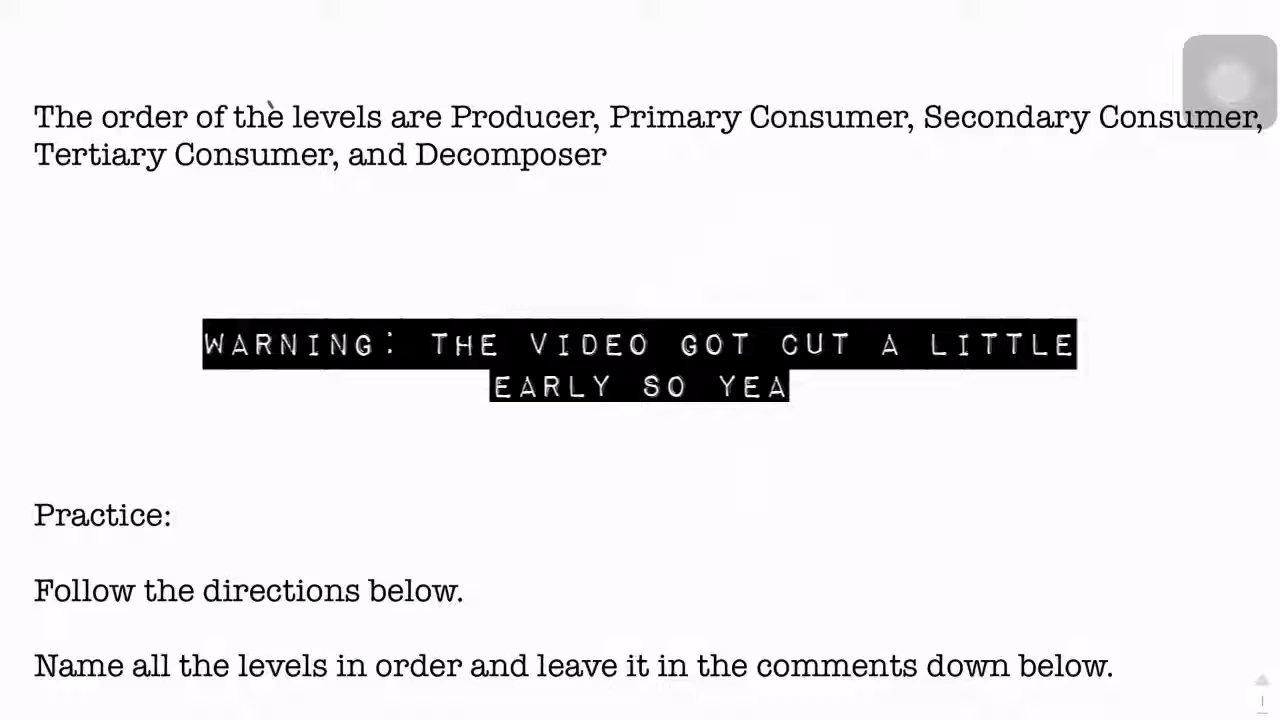 The order of the levels are Producer, Primary Consumer, Secondary Consumer,
Tertiary Consumer, and Decomposer
WARNING: THE VIDEO GOT CUT A LITTLE
EARLY SO YEA
Practice:
Follow the directions below.
Name all the levels in order and leave it in the comments down below.